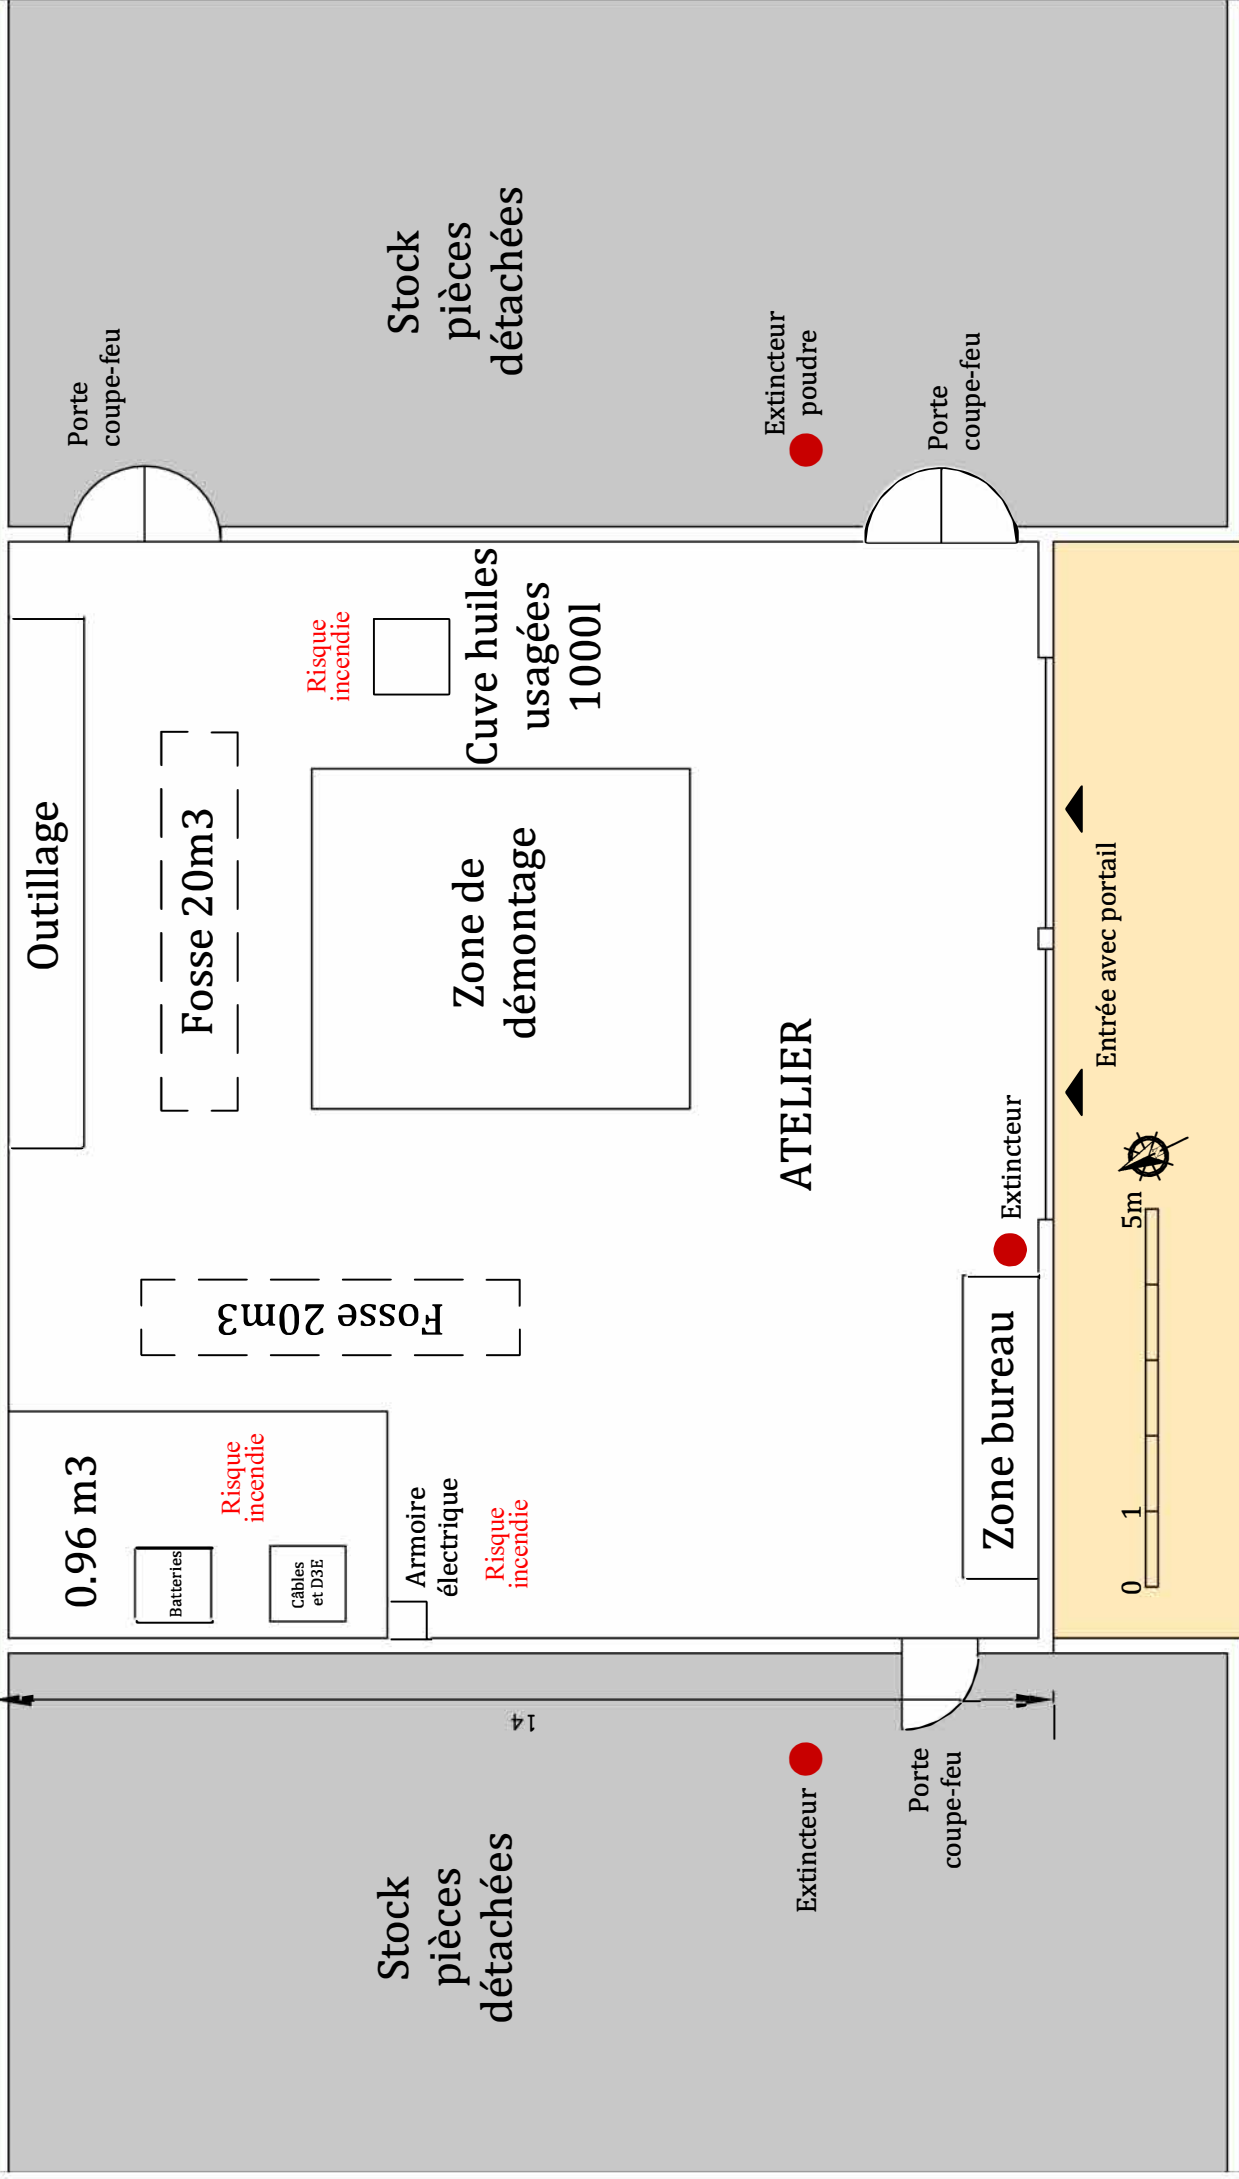 Stock
pièces
détachées
Extincteur
Porte
coupe-feu
14
0.96 m3
Batteries
Câbles
et D3E
Risque
incendie
Armoire
électrique
Risque
incendie
Fosse 20m3
Outillage
Fosse 20m3
Zone de
démontage
Risque
incendie
Cuve huiles
usagées
1000l
ATELIER
Zone bureau
Extincteur
Entrée avec portail
0
1
5m
Porte
coupe-feu
Stock
pièces
détachées
Extincteur
poudre
Porte
coupe-feu